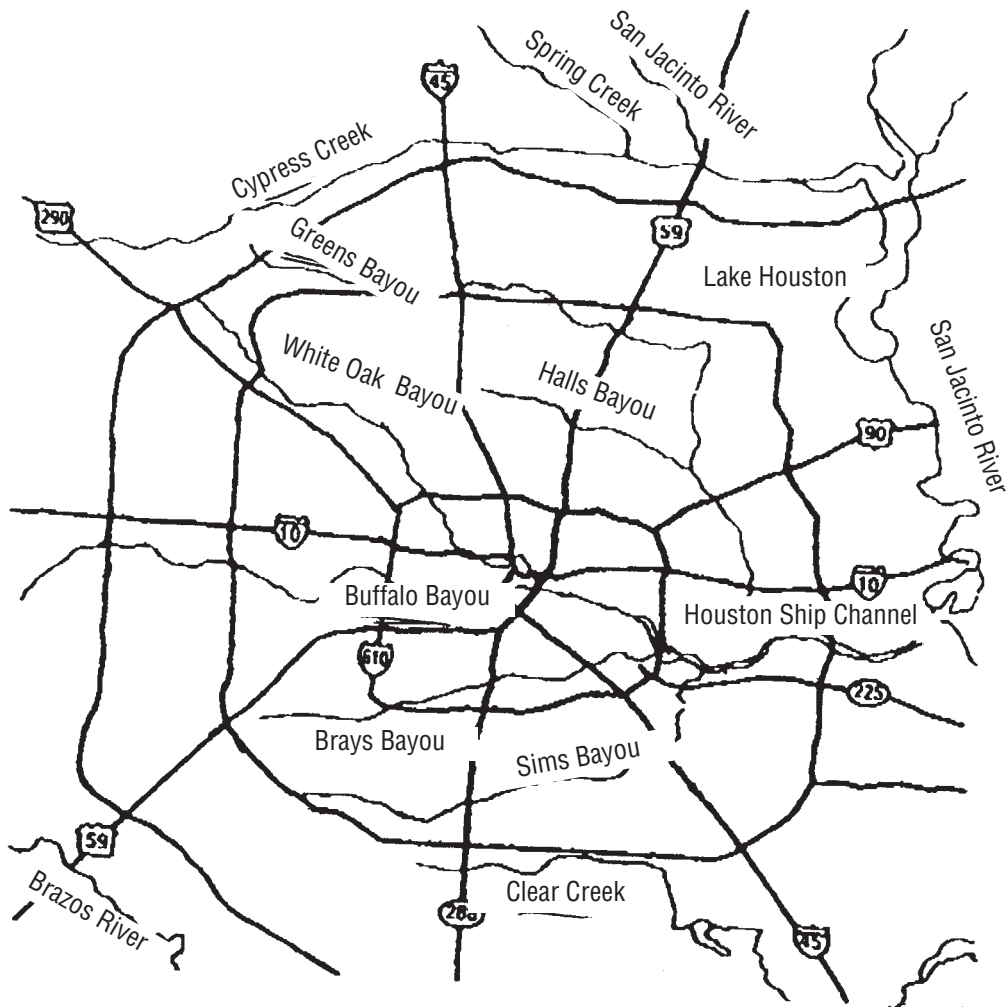 San Jacinto River
Spring Creek
45
Cypress Creek
290
59
Greens Bayou
Lake Houston
White Oak Bayou
Halls Bayou
San Jacinto River
90
10
10
Buffalo Bayou
Houston Ship Channel
610
225
Brays Bayou
Sims Bayou
59
Brazos River
Clear Creek
45